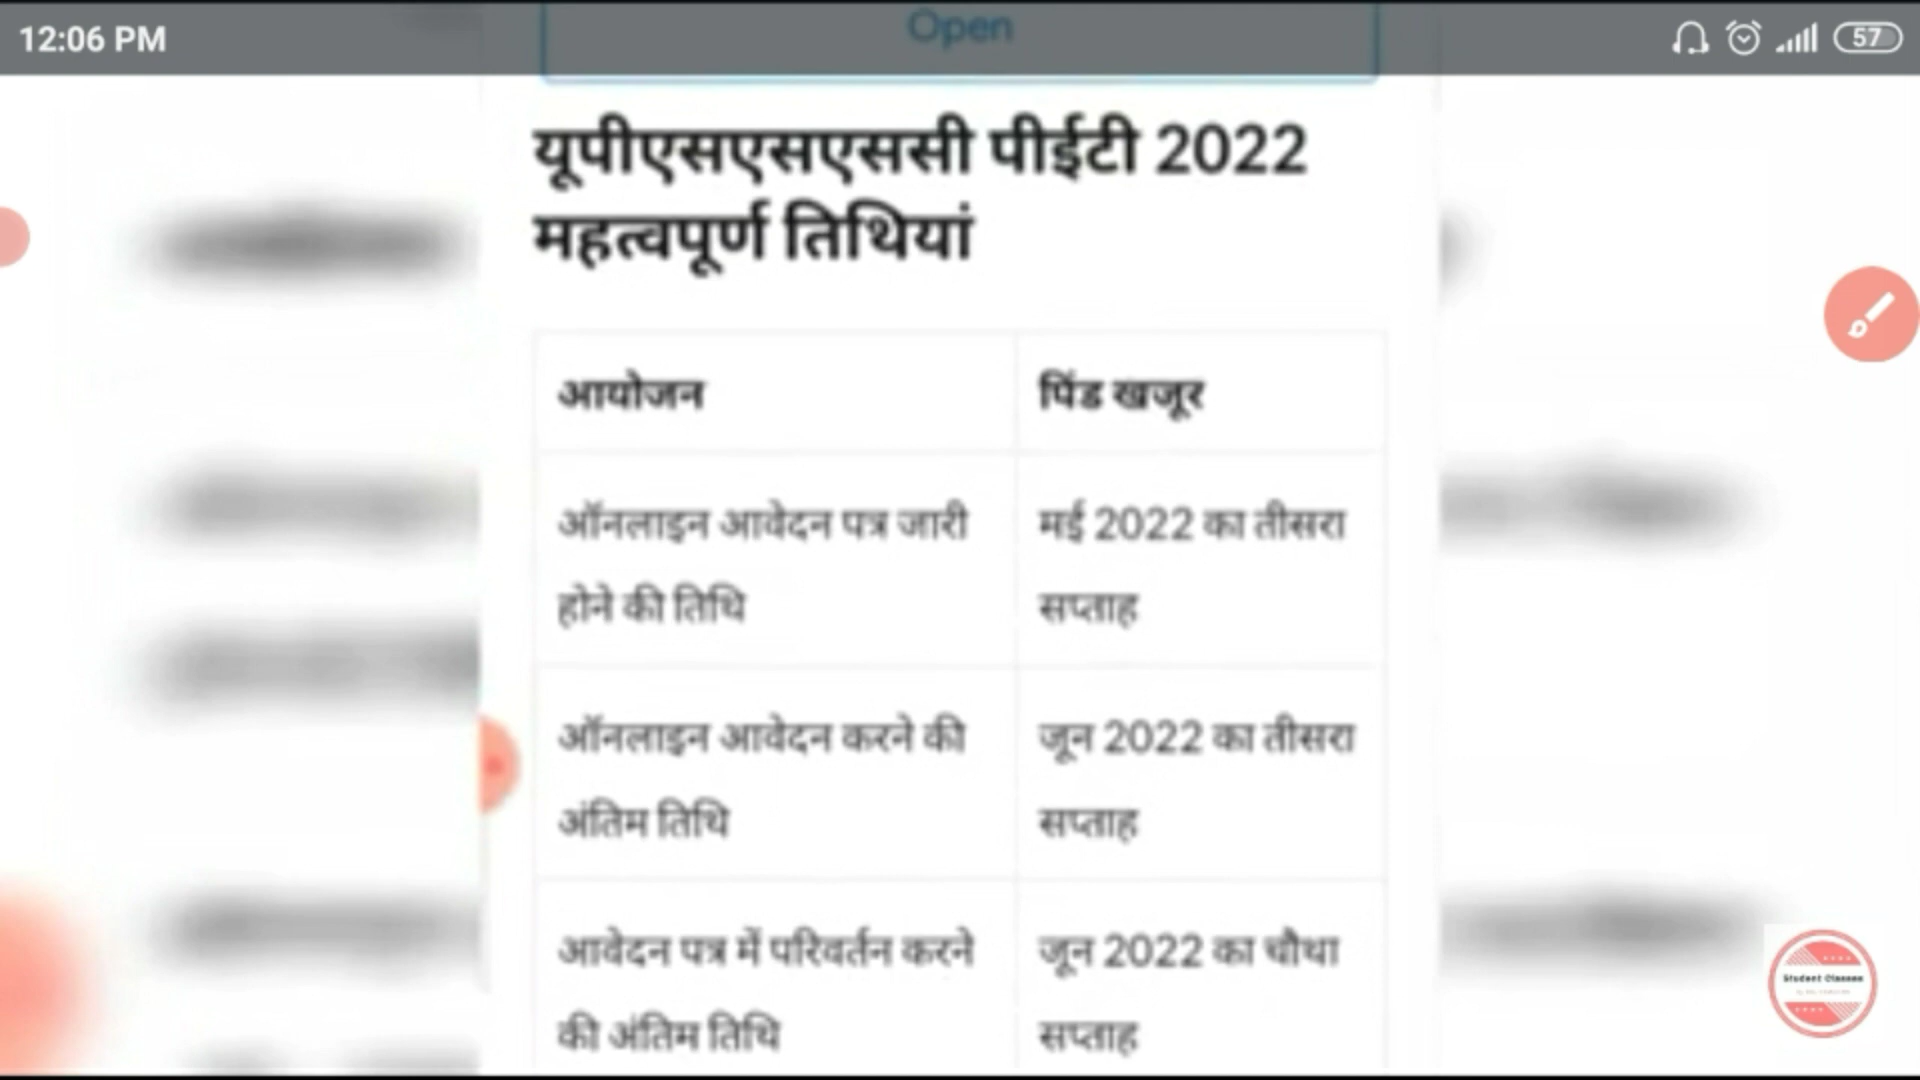 12:06 PM
Open
57
यूपीएसएसएससी पीईटी 2022
महत्वपूर्ण तिथियां
आयोजन
पिंड खजूर
ऑनलाइन आवेदन पत्र जारी
होने की तिथि
मई 2022 का तीसरा
सप्ताह
ऑनलाइन आवेदन करने की
अंतिम तिथि
जून 2022 का तीसरा
सप्ताह
आवेदन पत्र में परिवर्तन करने
की अंतिम तिथि
जून 2022 का चौथा
सप्ताह
Student Classes